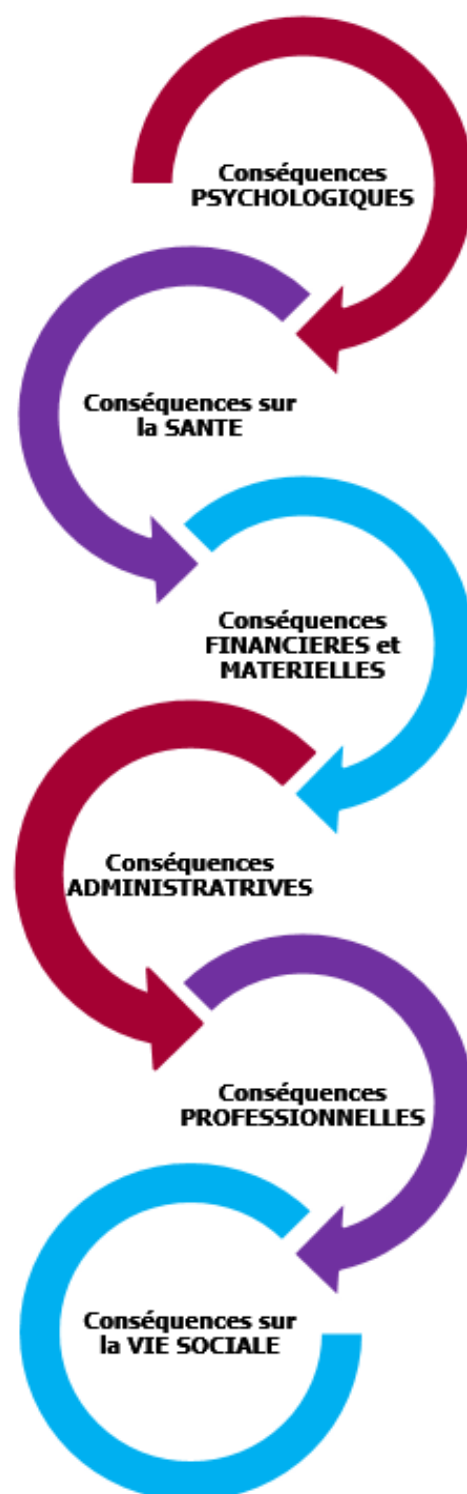 Conséquences
PSYCHOLOGIQUES
Conséquences sur
la SANTE
Conséquences
FINANCIERES et
MATERIELLES
Conséquences
ADMINISTRATRIVES
Conséquences
PROFESSIONNELLES
Conséquences sur
la VIE SOCIALE